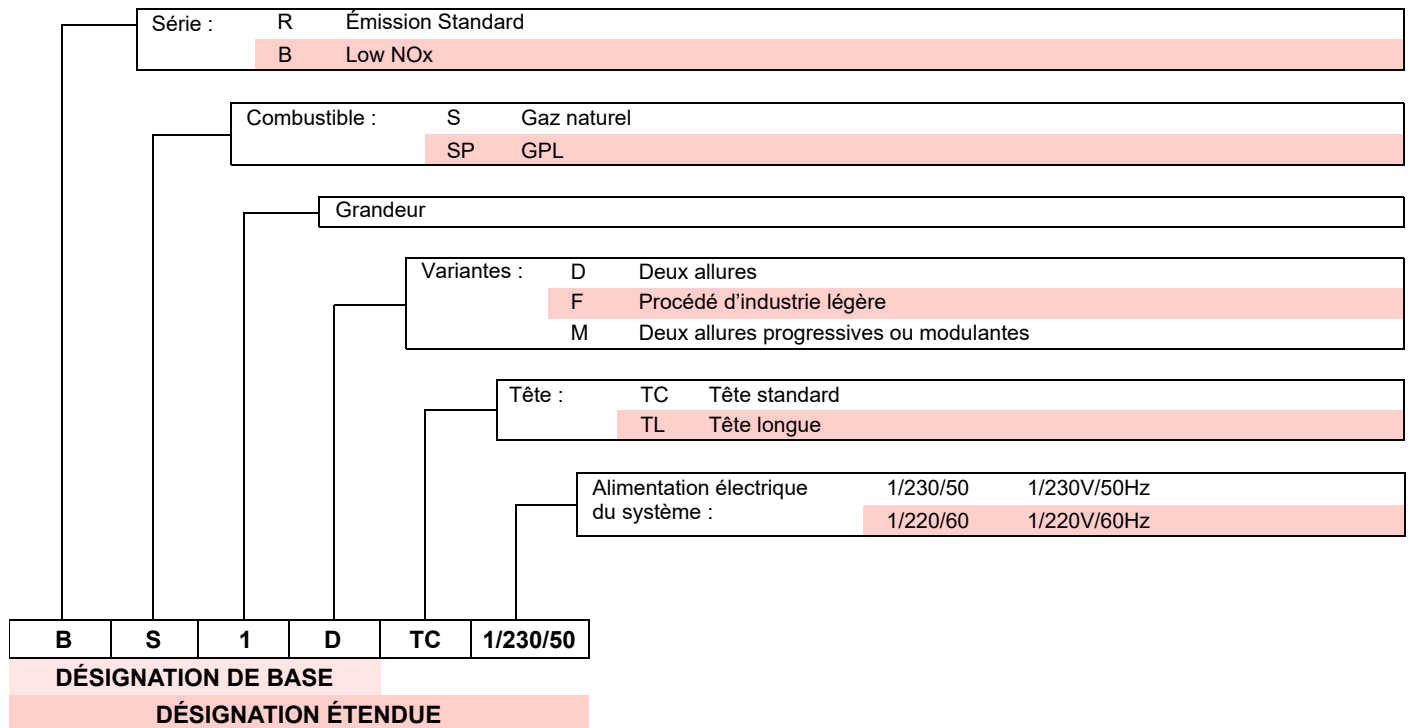 Série : R Émission Standard
B Low NOx
Combustible : S Gaz naturel
SP GPL
Grandeur
Variantes : D Deux allures
F Procédé d’industrie légère
M Deux allures progressives ou modulantes
Tête : TC Tête standard
TL Tête longue
Alimentation électrique 1/230/50 1/230V/50Hz
du système : 1/220/60 1/220V/60Hz
B S 1 D TC 1/230/50
DÉSIGNATION DE BASE
DÉSIGNATION ÉTENDUE